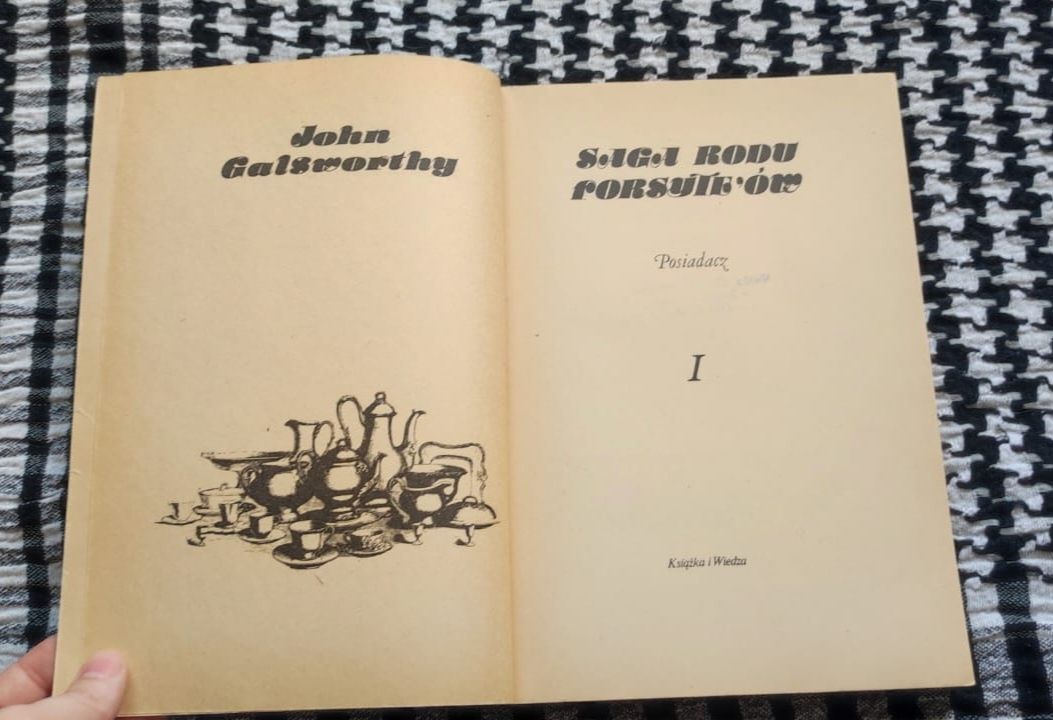 John
Galsworthy
SAGA RODU
FORSYTE'ÓW
Posiadacz
I
Książka i Wiedza